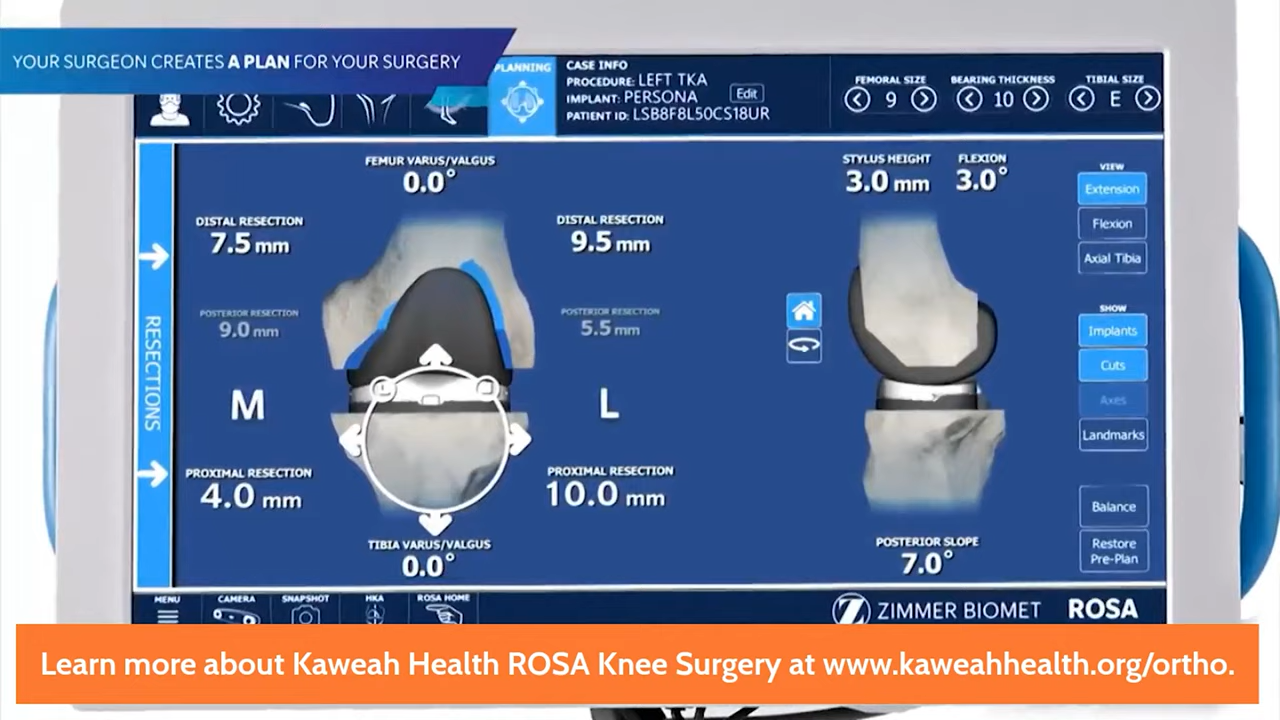 YOUR SURGEON CREATES A PLAN FOR YOUR SURGERY
PLANNING
CASE INFO
PROCEDURE: LEFT TKA
IMPLANT: PERSONA
Edit
PATIENT ID: LSB8F8L50CS18UR
FEMORAL SIZE
9
BEARING THICKNESS
10
TIBIAL SIZE
E
FEMUR VARUS/VALGUS
0.0°
STYLUS HEIGHT
3.0 mm
FLEXION
3.0°
VIEW
Extension
Flexion
Axial Tibia
DISTAL RESECTION
7.5 mm
DISTAL RESECTION
9.5 mm
POSTERIOR RESECTION
9.0 mm
POSTERIOR RESECTION
5.5 mm
RESECTIONS
M
L
SHOW
Implants
Cuts
Axes
Landmarks
PROXIMAL RESECTION
4.0 mm
PROXIMAL RESECTION
10.0 mm
Balance
Restore
Pre-Plan
TIBIA VARUS/VALGUS
0.0°
POSTERIOR SLOPE
7.0°
MENU
CAMERA
SNAPSHOT
HKA
ROSA HOME
ZIMMER BIOMET
ROSA
Learn more about Kaweah Health ROSA Knee Surgery at www.kaweahhealth.org/ortho.